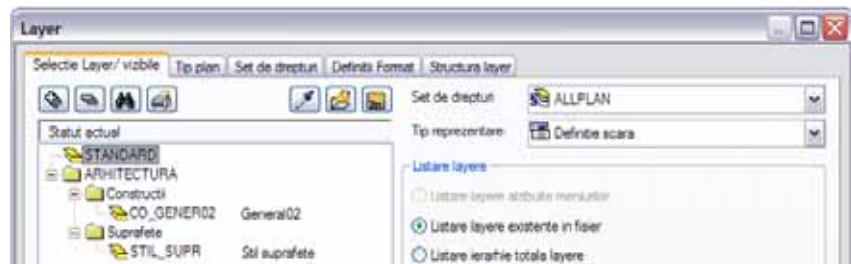 Layer
Selectie Layer/ vizibile Tip plan Set de drepturi Definitii Format Structura layer
Set de drepturi ALLPLAN
Statut actual Tip reprezentare: Definitie scara
STANDARD
ARHITECTURA
Listare layere
Constructii
Listare layere atribuite meniurilor
CO_GENER02 General02
Listare layere existente in fisier
Suprafete
STIL_SUPR Stil suprafete
Listare ierarhie totala layere